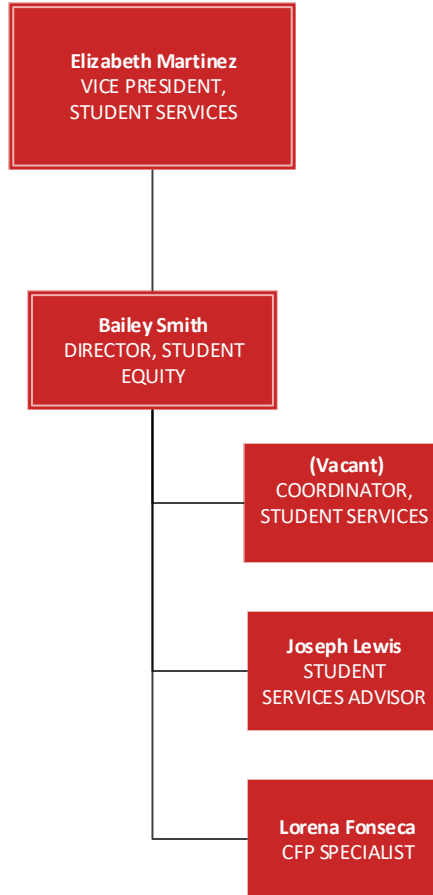 Elizabeth Martinez
VICE PRESIDENT,
STUDENT SERVICES
Bailey Smith
DIRECTOR, STUDENT
EQUITY
(Vacant)
COORDINATOR,
STUDENT SERVICES
Joseph Lewis
STUDENT
SERVICES ADVISOR
Lorena Fonseca
CFP SPECIALIST